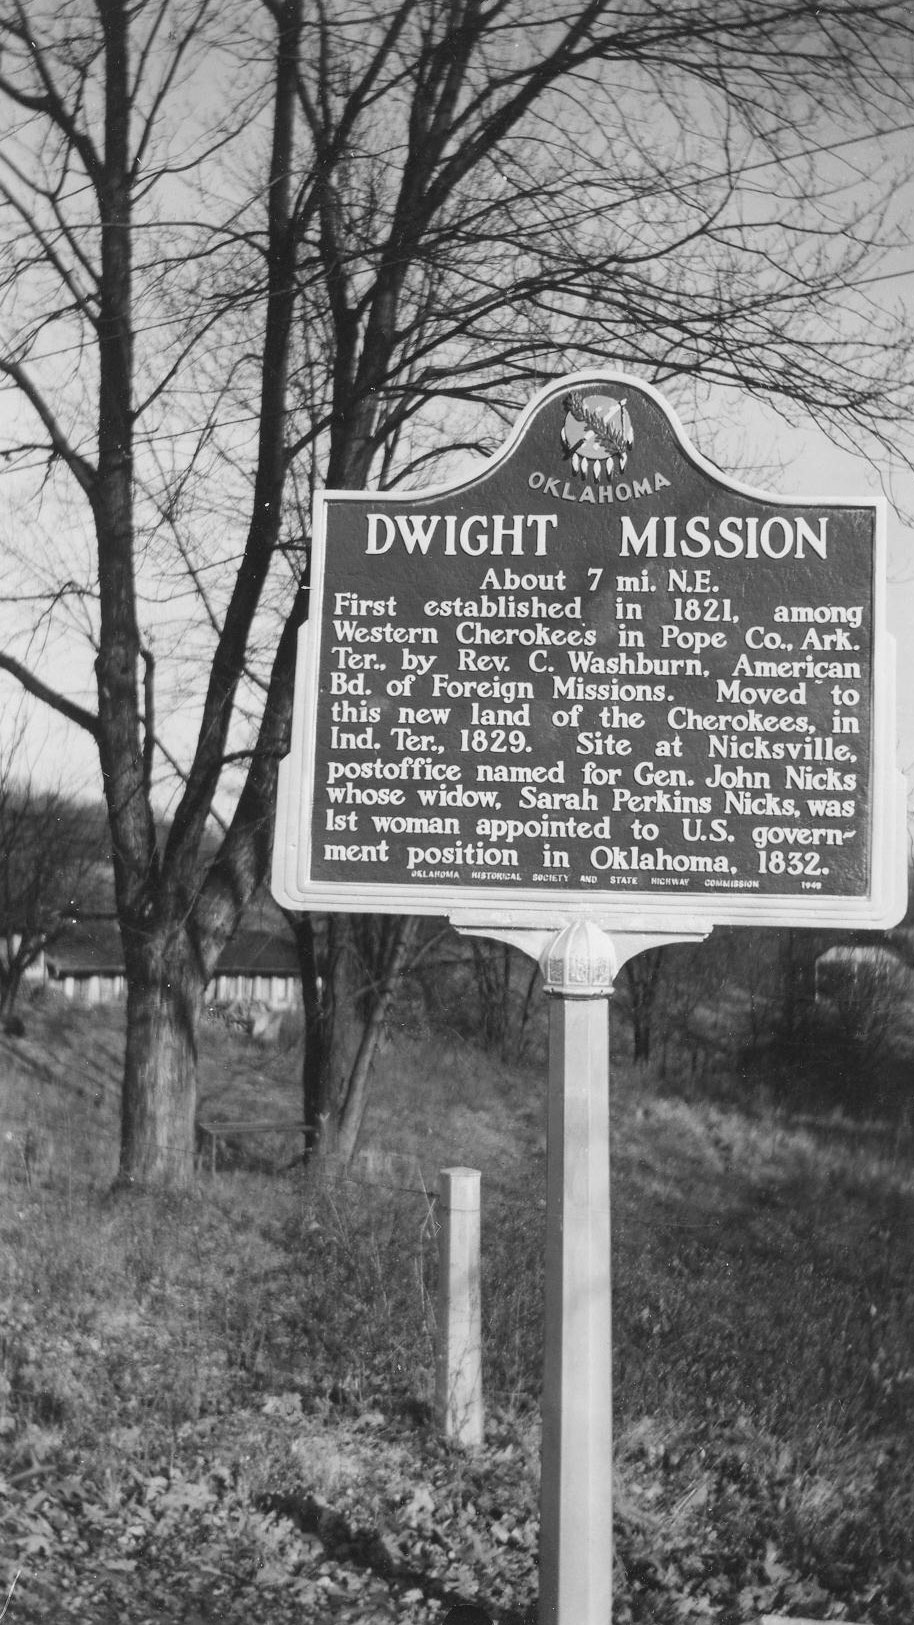 OKLAHOMA
DWIGHT MISSION
About 7 mi. N.E.
First established in 1821, among
Western Cherokees in Pope Co., Ark.
Ter., by Rev. C. Washburn, American
Bd. of Foreign Missions. Moved to
this new land of the Cherokees, in
Ind. Ter., 1829. Site at Nicksville,
postoffice named for Gen. John Nicks
whose widow, Sarah Perkins Nicks, was
1st woman appointed to U.S. govern-
ment position in Oklahoma, 1832.
OKLAHOMA HISTORICAL SOCIETY AND STATE HIGHWAY COMMISSION 1949